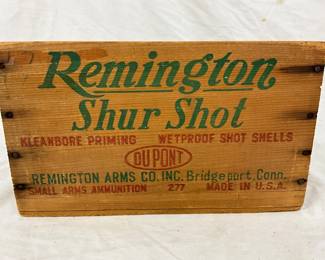 Remington
Shur Shot
KLEANBORE PRIMING WETPROOF SHOT SHELLS
DU PONT
REMINGTON ARMS CO. INC. Bridgeport, Conn.
SMALL ARMS AMMUNITION 277 MADE IN U.S.A.